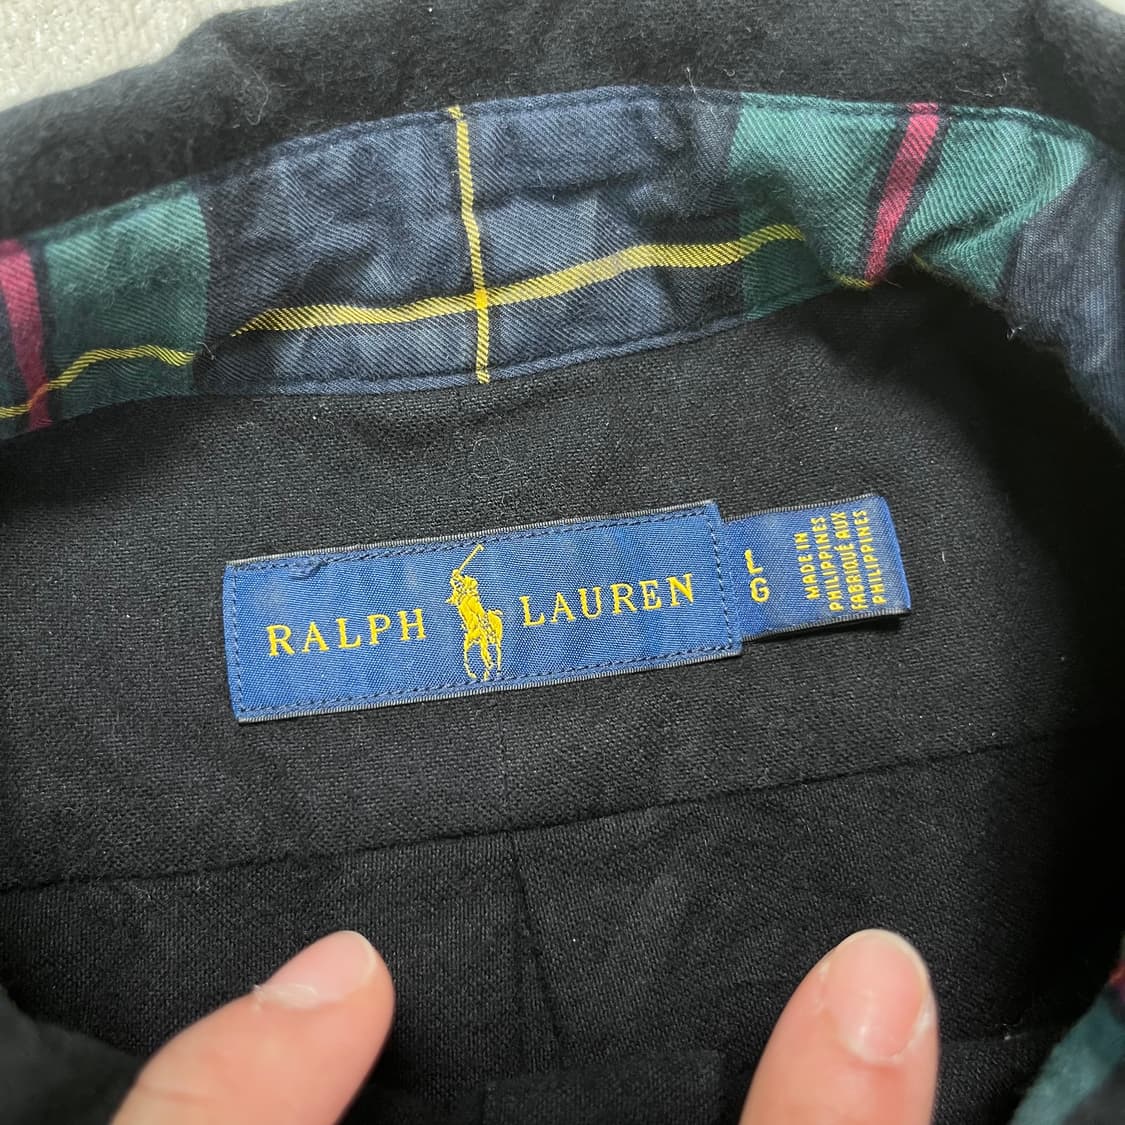 RALPH LAUREN
L
G
MADE IN
PHILIPPINES
FABRIQUÉ AUX
PHILIPPINES